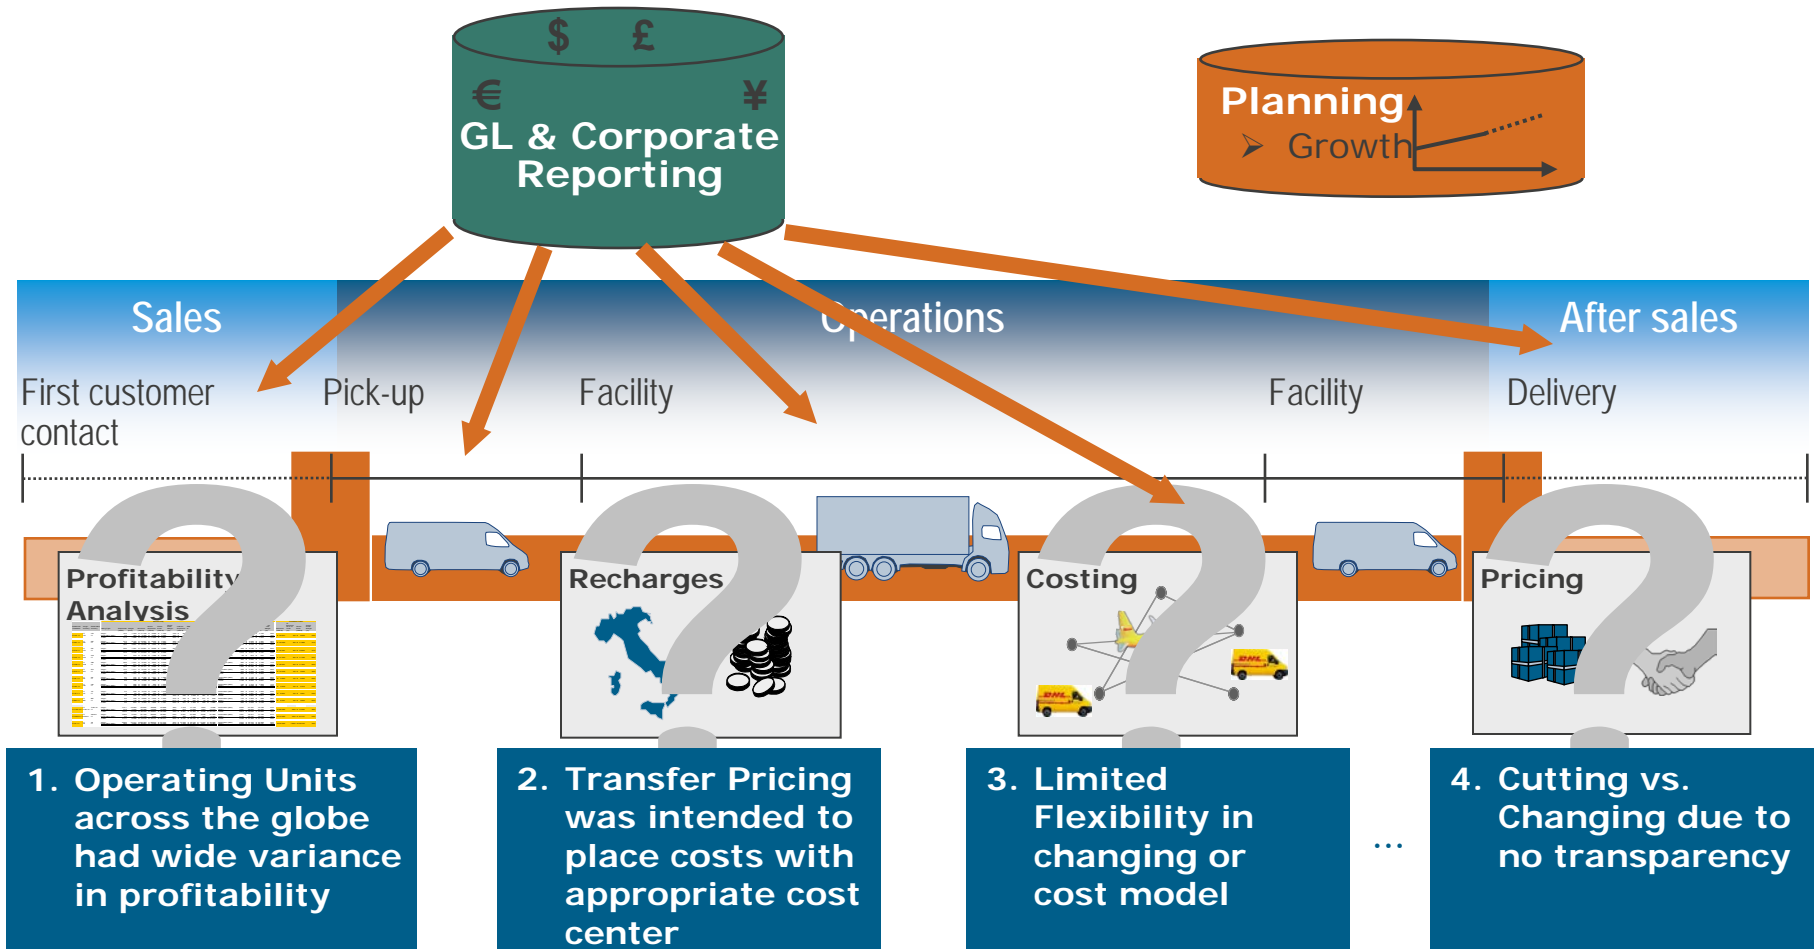 $ £
€ ¥
GL & Corporate
Reporting
Planning
➢ Growth
Sales
Operations
After sales
First customer
contact
Pick-up
Facility
Facility
Delivery
Profitability
Analysis
Recharges
Costing
Pricing
DHL
DHL
1. Operating Units
across the globe
had wide variance
in profitability
2. Transfer Pricing
was intended to
place costs with
appropriate cost
center
3. Limited
Flexibility in
changing or
cost model
...
4. Cutting vs.
Changing due to
no transparency